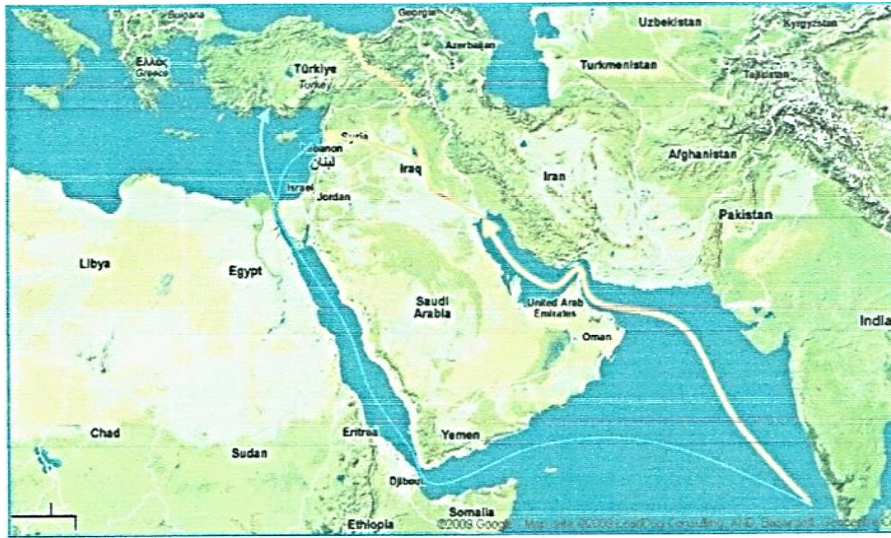 Bulgaria
Georgia
Uzbekistan
Kyrgyzstan
Ελλάς
Greece
Azerbaijan
Türkiye
Turkey
Turkmenistan
Tajikistan
Syria
Lebanon
لبنان
Iraq
Iran
Afghanistan
Israel
Jordan
Pakistan
Libya
Egypt
Saudi
Arabia
United Arab
Emirates
India
Oman
Chad
Sudan
Eritrea
Yemen
Djibouti
Somalia
Ethiopia
©2009 Google